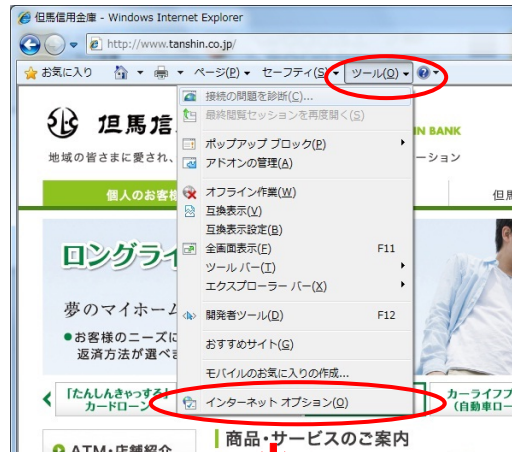 但馬信用金庫 - Windows Internet Explorer
http://www.tanshin.co.jp/
お気に入り ページ(P) セーフティ(S) ツール(O)
接続の問題を診断(C)...
最終閲覧セッションを再度開く(S)
但馬信
IN BANK
地域の皆さまに愛され、
ーション
ポップアップ ブロック(P)
アドオンの管理(A)
個人のお客
オフライン作業(W)
但
互換表示(V)
互換表示設定(B)
ロングライ
全画面表示(F) F11
ツール バー(T)
エクスプローラー バー(X)
夢のマイホーム
開発者ツール(D) F12
●お客様のニーズに
返済方法が選べ
おすすめサイト(G)
モバイルのお気に入りの作成...
「たんしんきゃっする」
カードローン
インターネット オプション(O)
カーライフプ
(自動車ロー
商品・サービスのご案内
ATM・店舗紹介